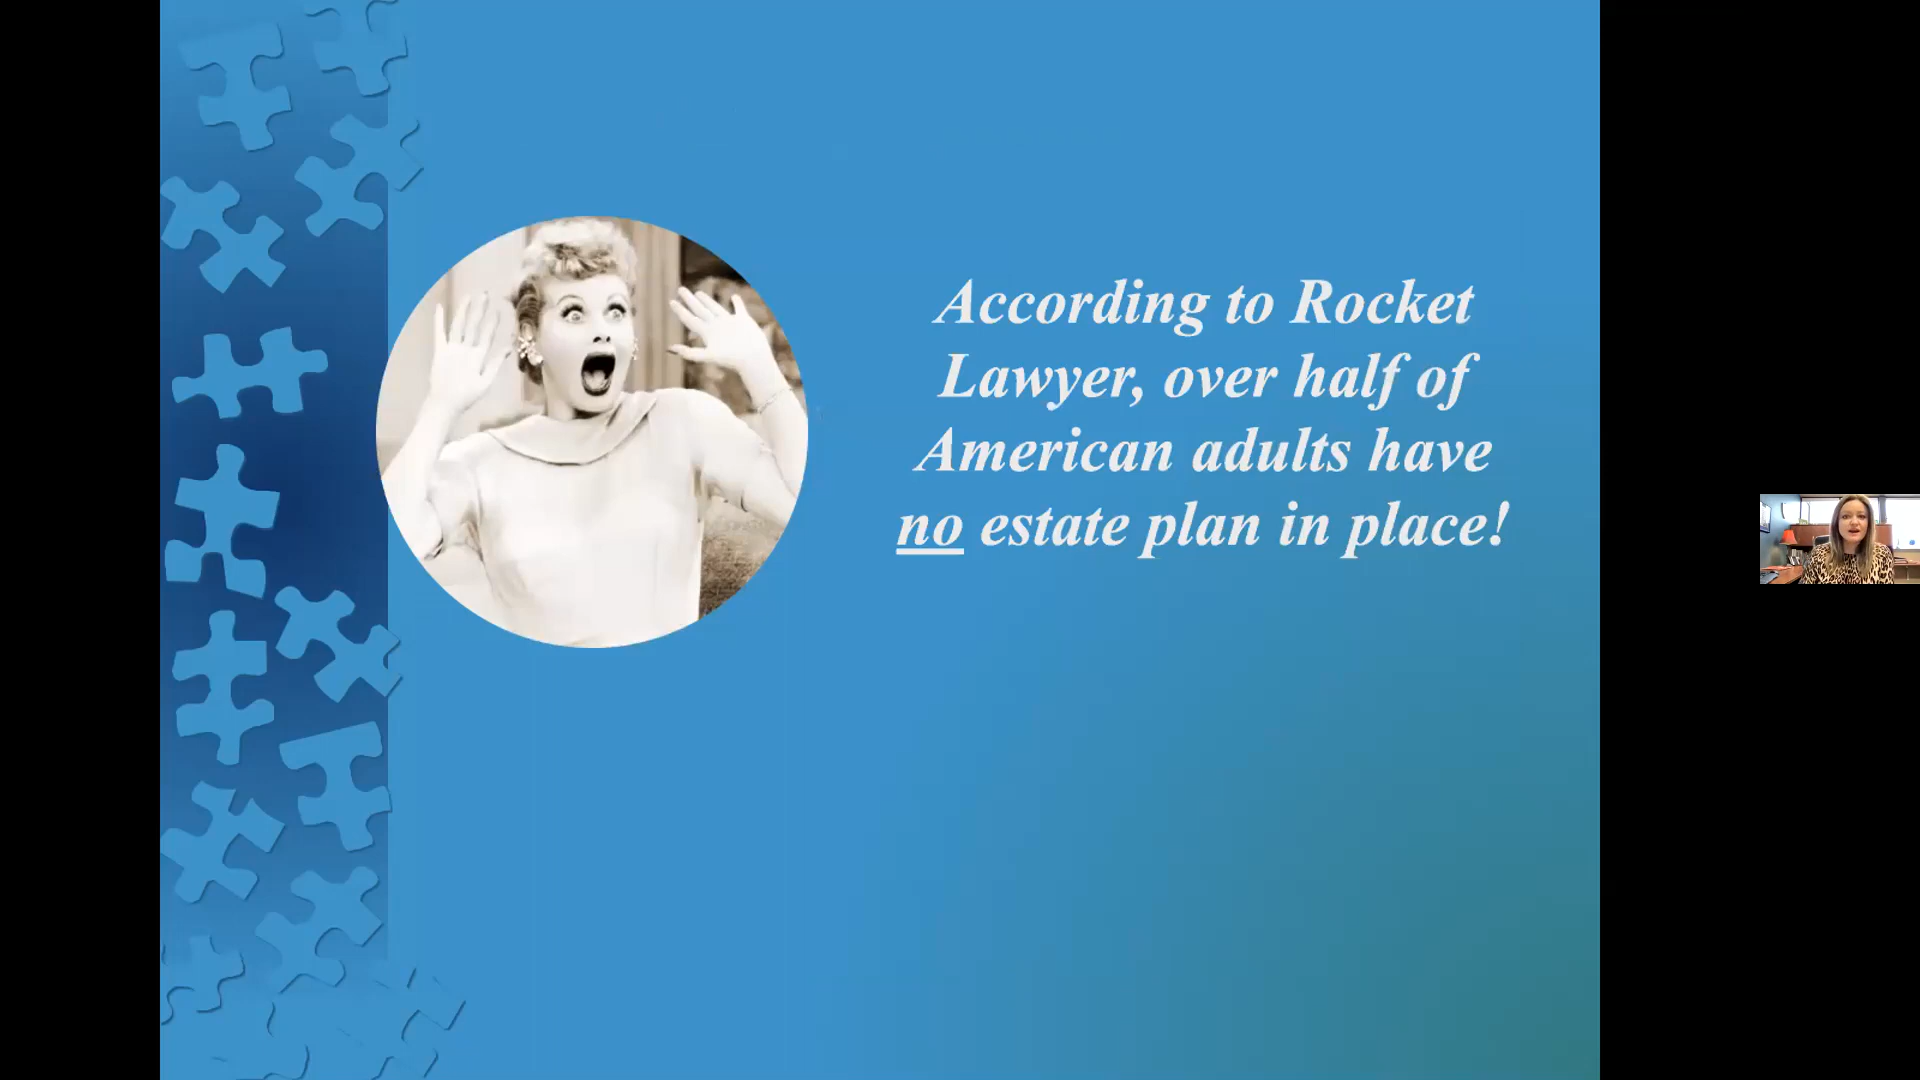 According to Rocket
Lawyer, over half of
American adults have
no estate plan in place!